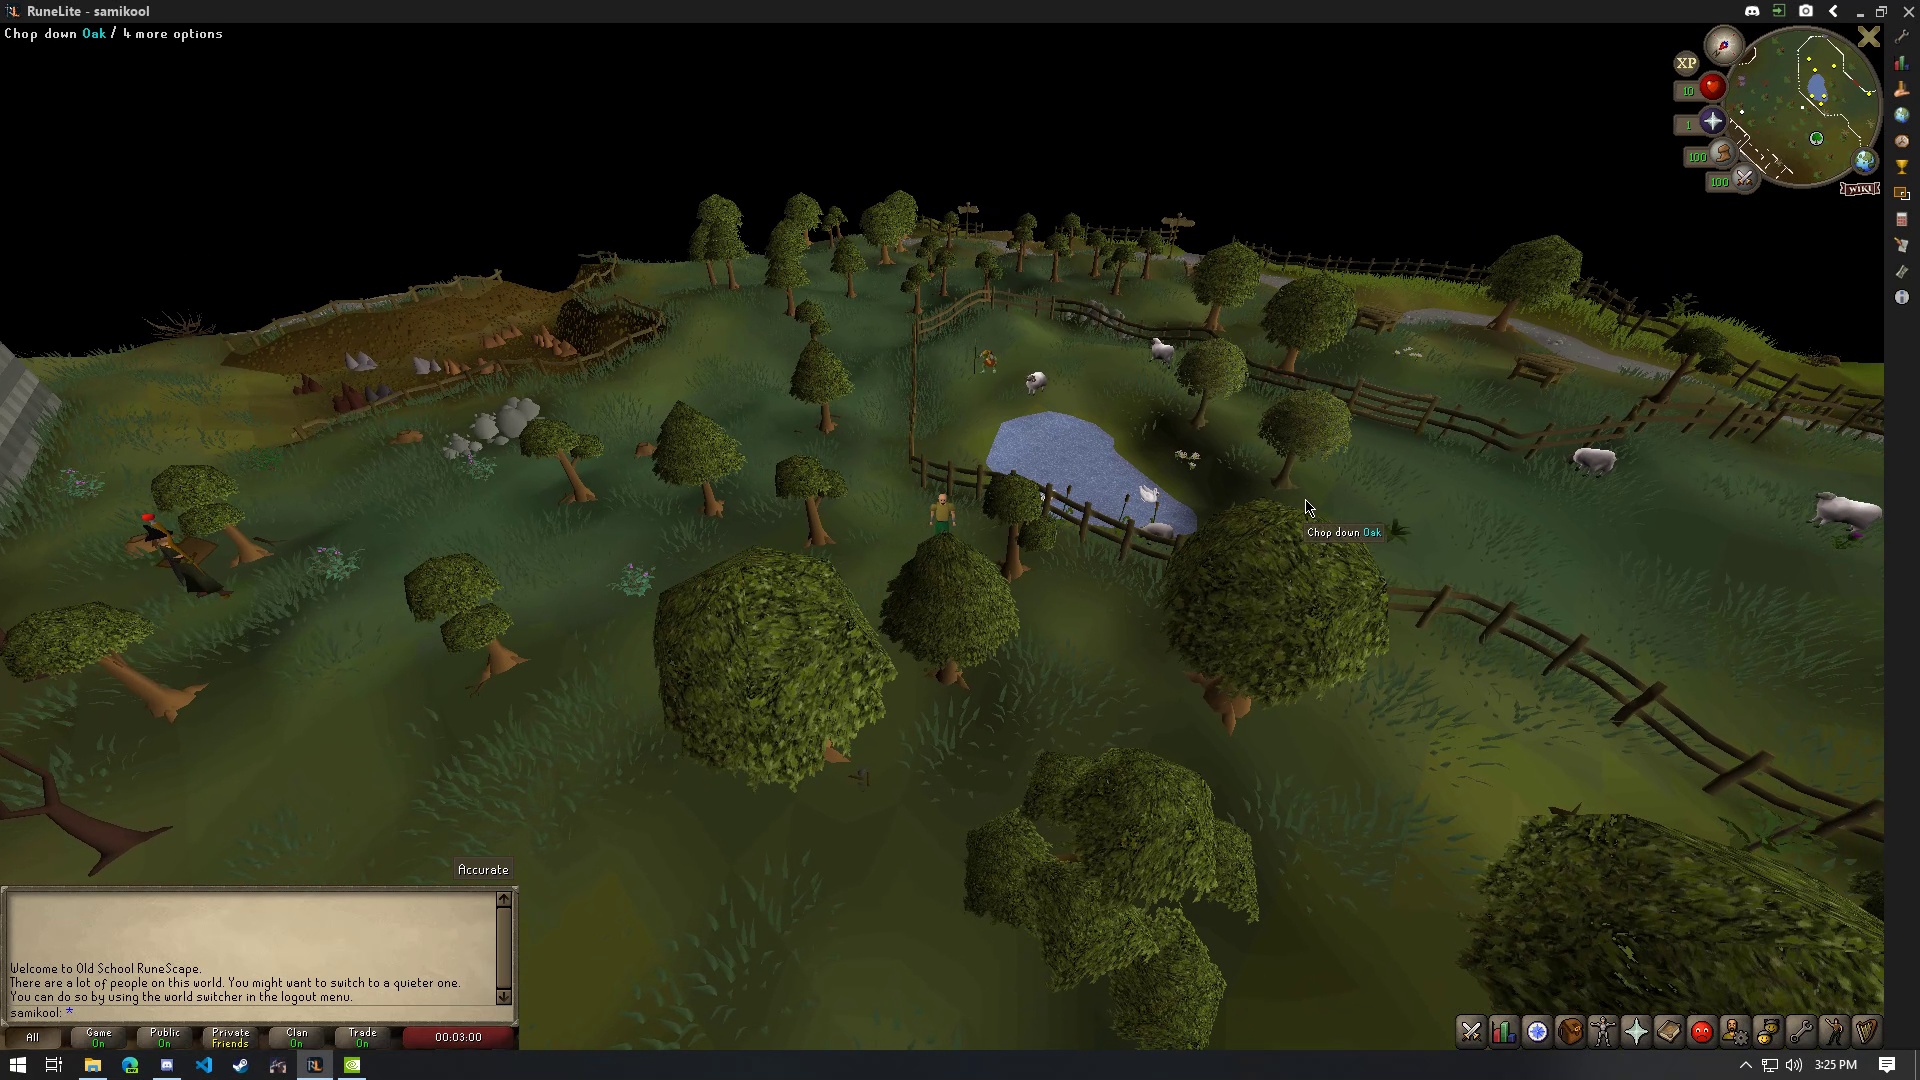 RuneLite - samikool
Chop down Oak / 4 more options
XP
10
1
100
100
WIKI
Chop down Oak
Accurate
Welcome to Old School RuneScape.
There are a lot of people on this world. You might want to switch to a quieter one.
You can do so by using the world switcher in the logout menu.
samikool: *
All
Game
On
Public
On
Private
Friends
Clan
On
Trade
On
00:03:00
3:25 PM